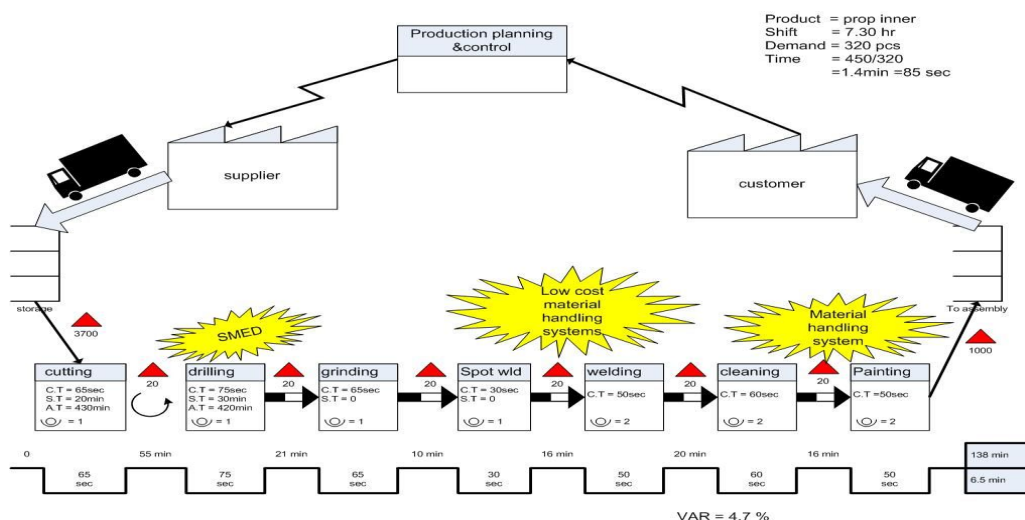 Product = prop inner
Shift = 7.30 hr
Demand = 320 pcs
Time = 450/320
=1.4min =85 sec
Production planning
&control
supplier
customer
storage
To assembly
3700
SMED
Low cost
material
handling
systems
Material
handling
system
1000
cutting
C.T = 65sec
S.T = 20min
A.T = 430min
= 1
20
drilling
C.T = 75sec
S.T = 30min
A.T = 420min
= 1
20
grinding
C.T = 65sec
S.T = 0
= 1
20
Spot wld
C.T = 30sec
S.T = 0
= 1
20
welding
C.T = 50sec
= 2
20
cleaning
C.T = 60sec
= 2
20
Painting
C.T =50sec
= 2
0
55 min
21 min
10 min
16 min
20 min
16 min
138 min
65
sec
75
sec
65
sec
30
sec
50
sec
60
sec
50
sec
6.5 min
VAR = 4.7 %